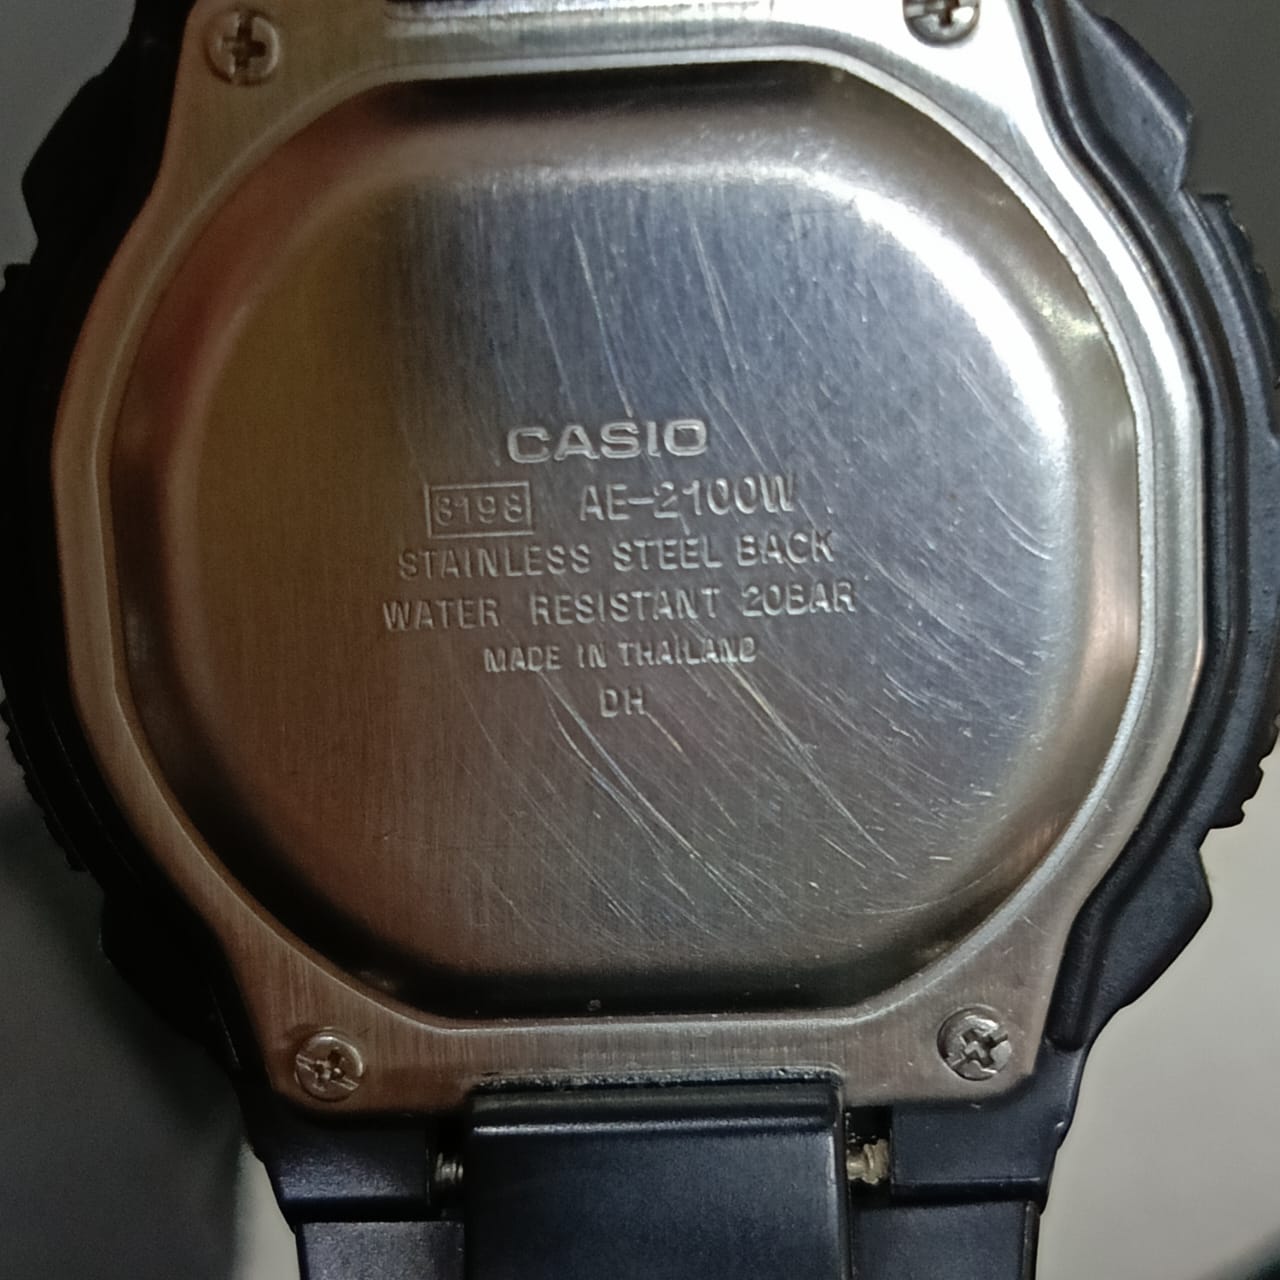 CASIO
3198 AE-2100W
STAINLESS STEEL BACK
WATER RESISTANT 20BAR
MADE IN THAILAND
DH